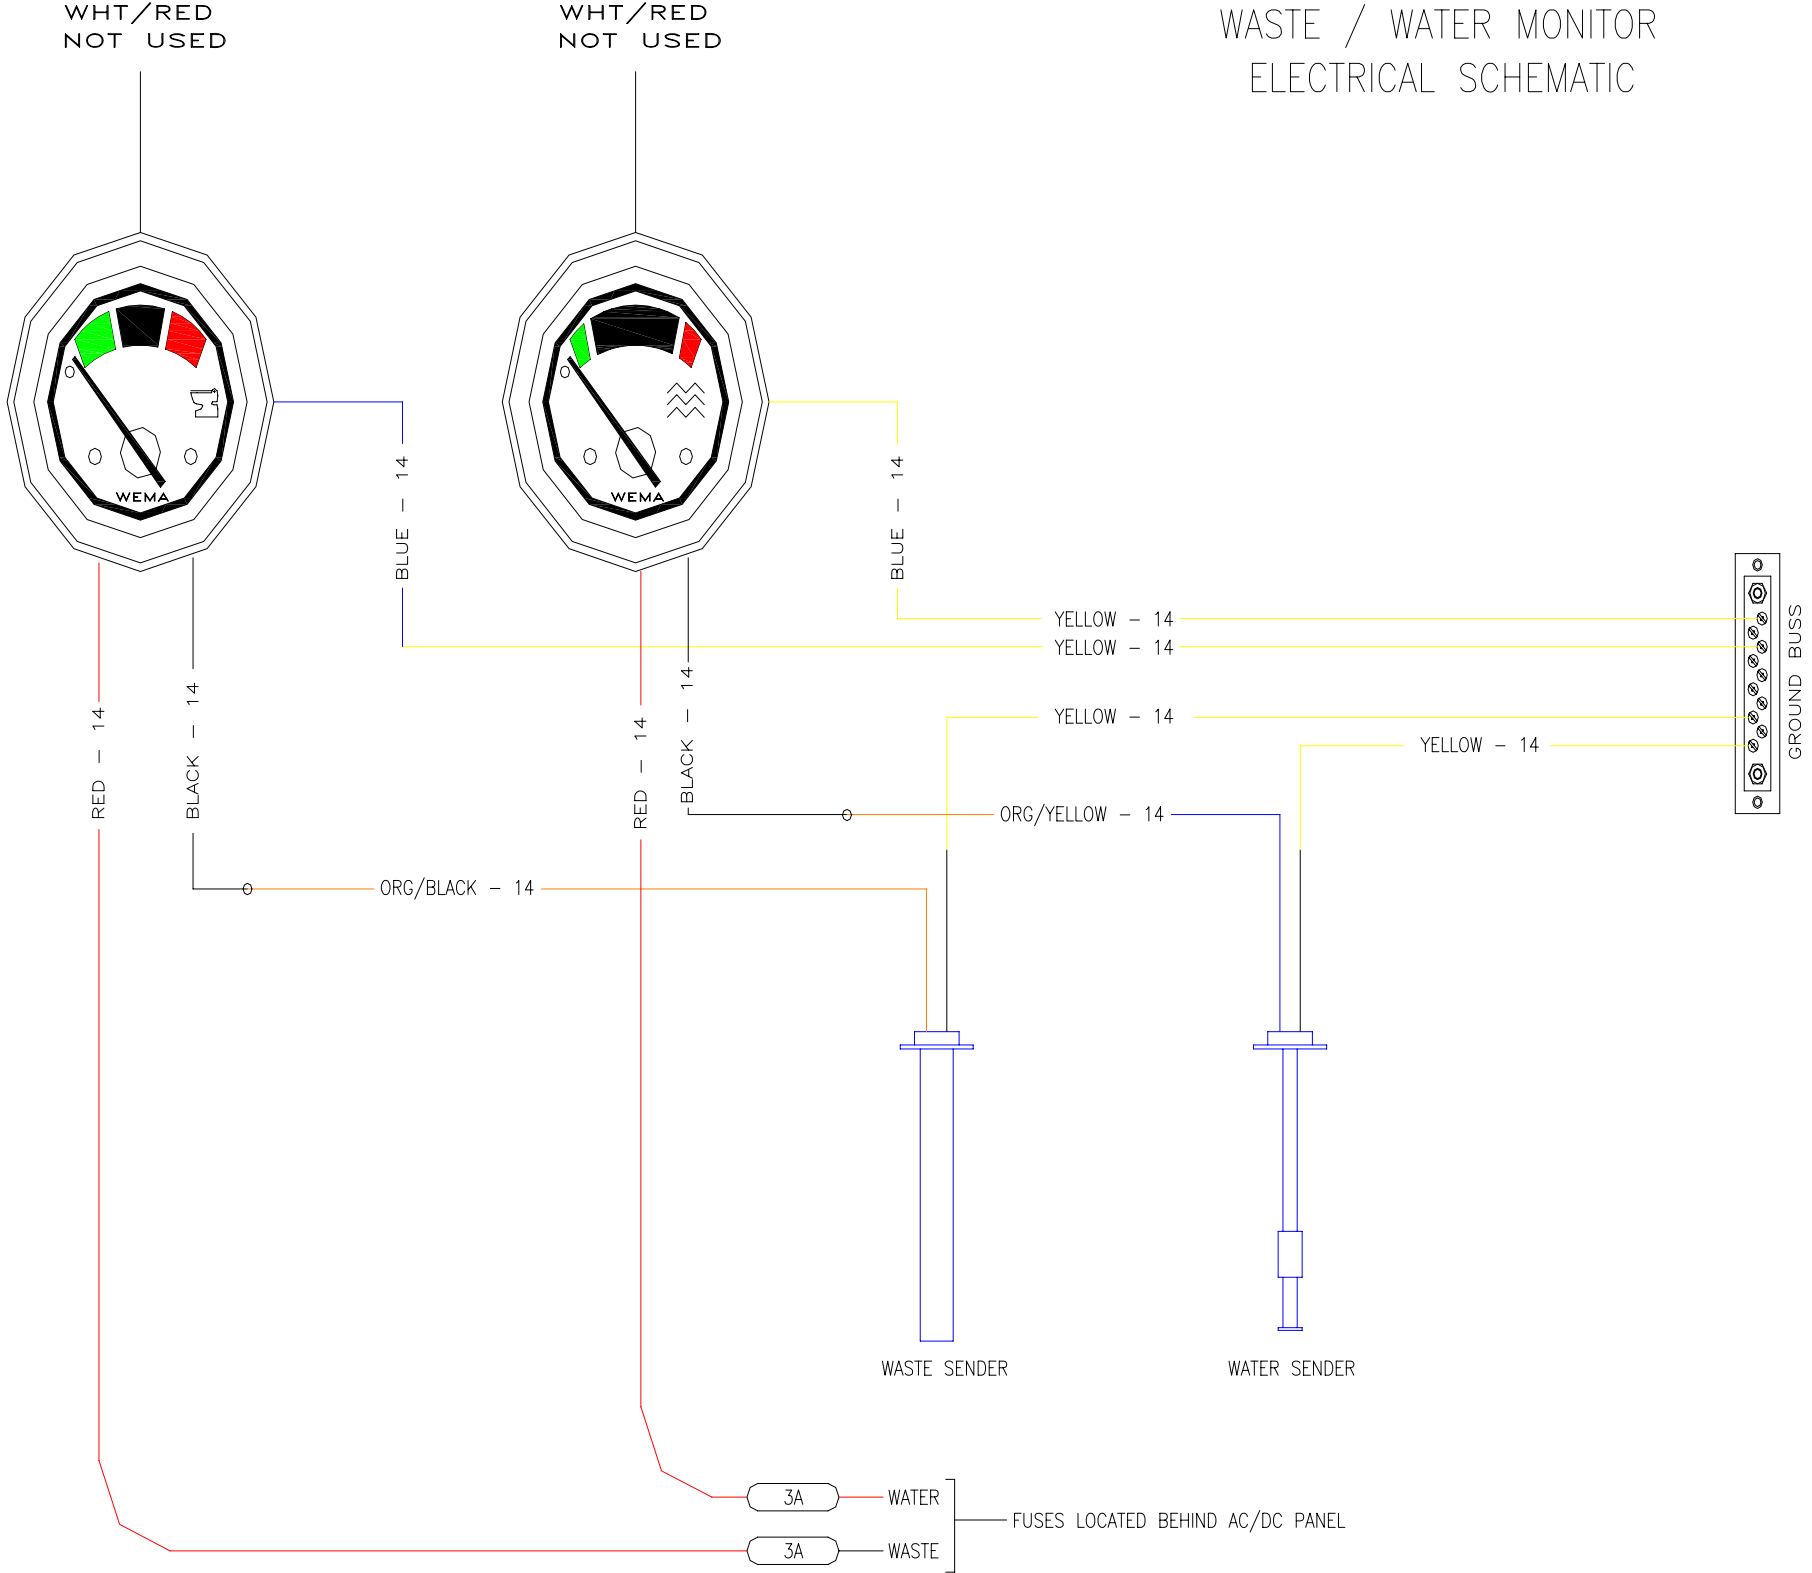 WHT/RED
NOT USED
WHT/RED
NOT USED
WASTE / WATER MONITOR
ELECTRICAL SCHEMATIC
WEMA
WEMA
BLUE - 14
BLUE - 14
YELLOW - 14
YELLOW - 14
YELLOW - 14
YELLOW - 14
GROUND BUSS
RED - 14
BLACK - 14
RED - 14
BLACK - 14
ORG/YELLOW - 14
ORG/BLACK - 14
WASTE SENDER
WATER SENDER
3A
WATER
FUSES LOCATED BEHIND AC/DC PANEL
3A
WASTE